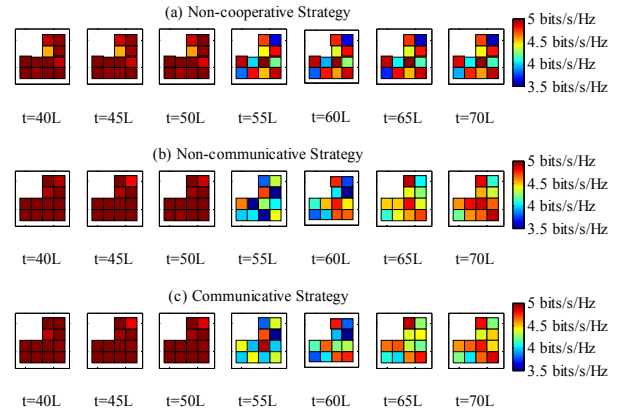 (a) Non-cooperative Strategy
5 bits/s/Hz
4.5 bits/s/Hz
4 bits/s/Hz
3.5 bits/s/Hz
t=40L t=45L t=50L t=55L t=60L t=65L t=70L
(b) Non-communicative Strategy
5 bits/s/Hz
4.5 bits/s/Hz
4 bits/s/Hz
3.5 bits/s/Hz
t=40L t=45L t=50L t=55L t=60L t=65L t=70L
(c) Communicative Strategy
5 bits/s/Hz
4.5 bits/s/Hz
4 bits/s/Hz
3.5 bits/s/Hz
t=40L t=45L t=50L t=55L t=60L t=65L t=70L